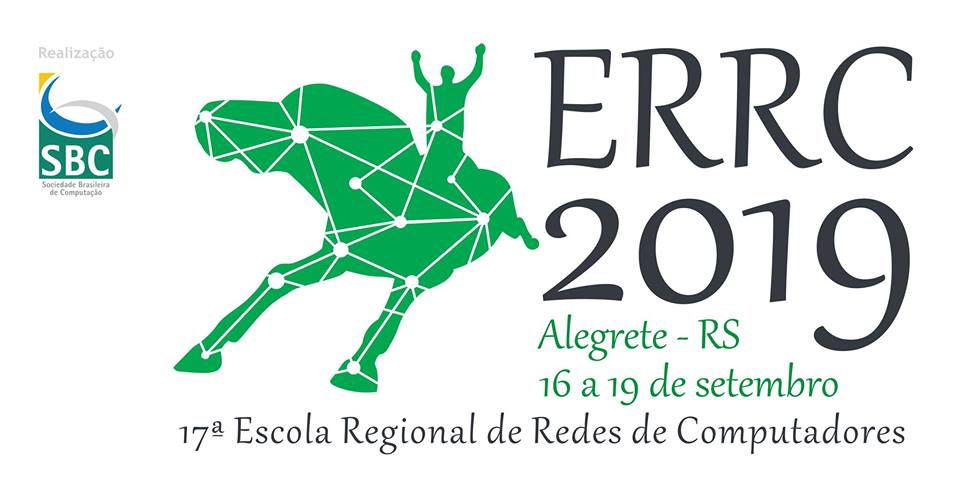 Realização
SBC
Sociedade Brasileira
de Computação
ERRC
2019
Alegrete - RS
16 a 19 de setembro
17ª Escola Regional de Redes de Computadores